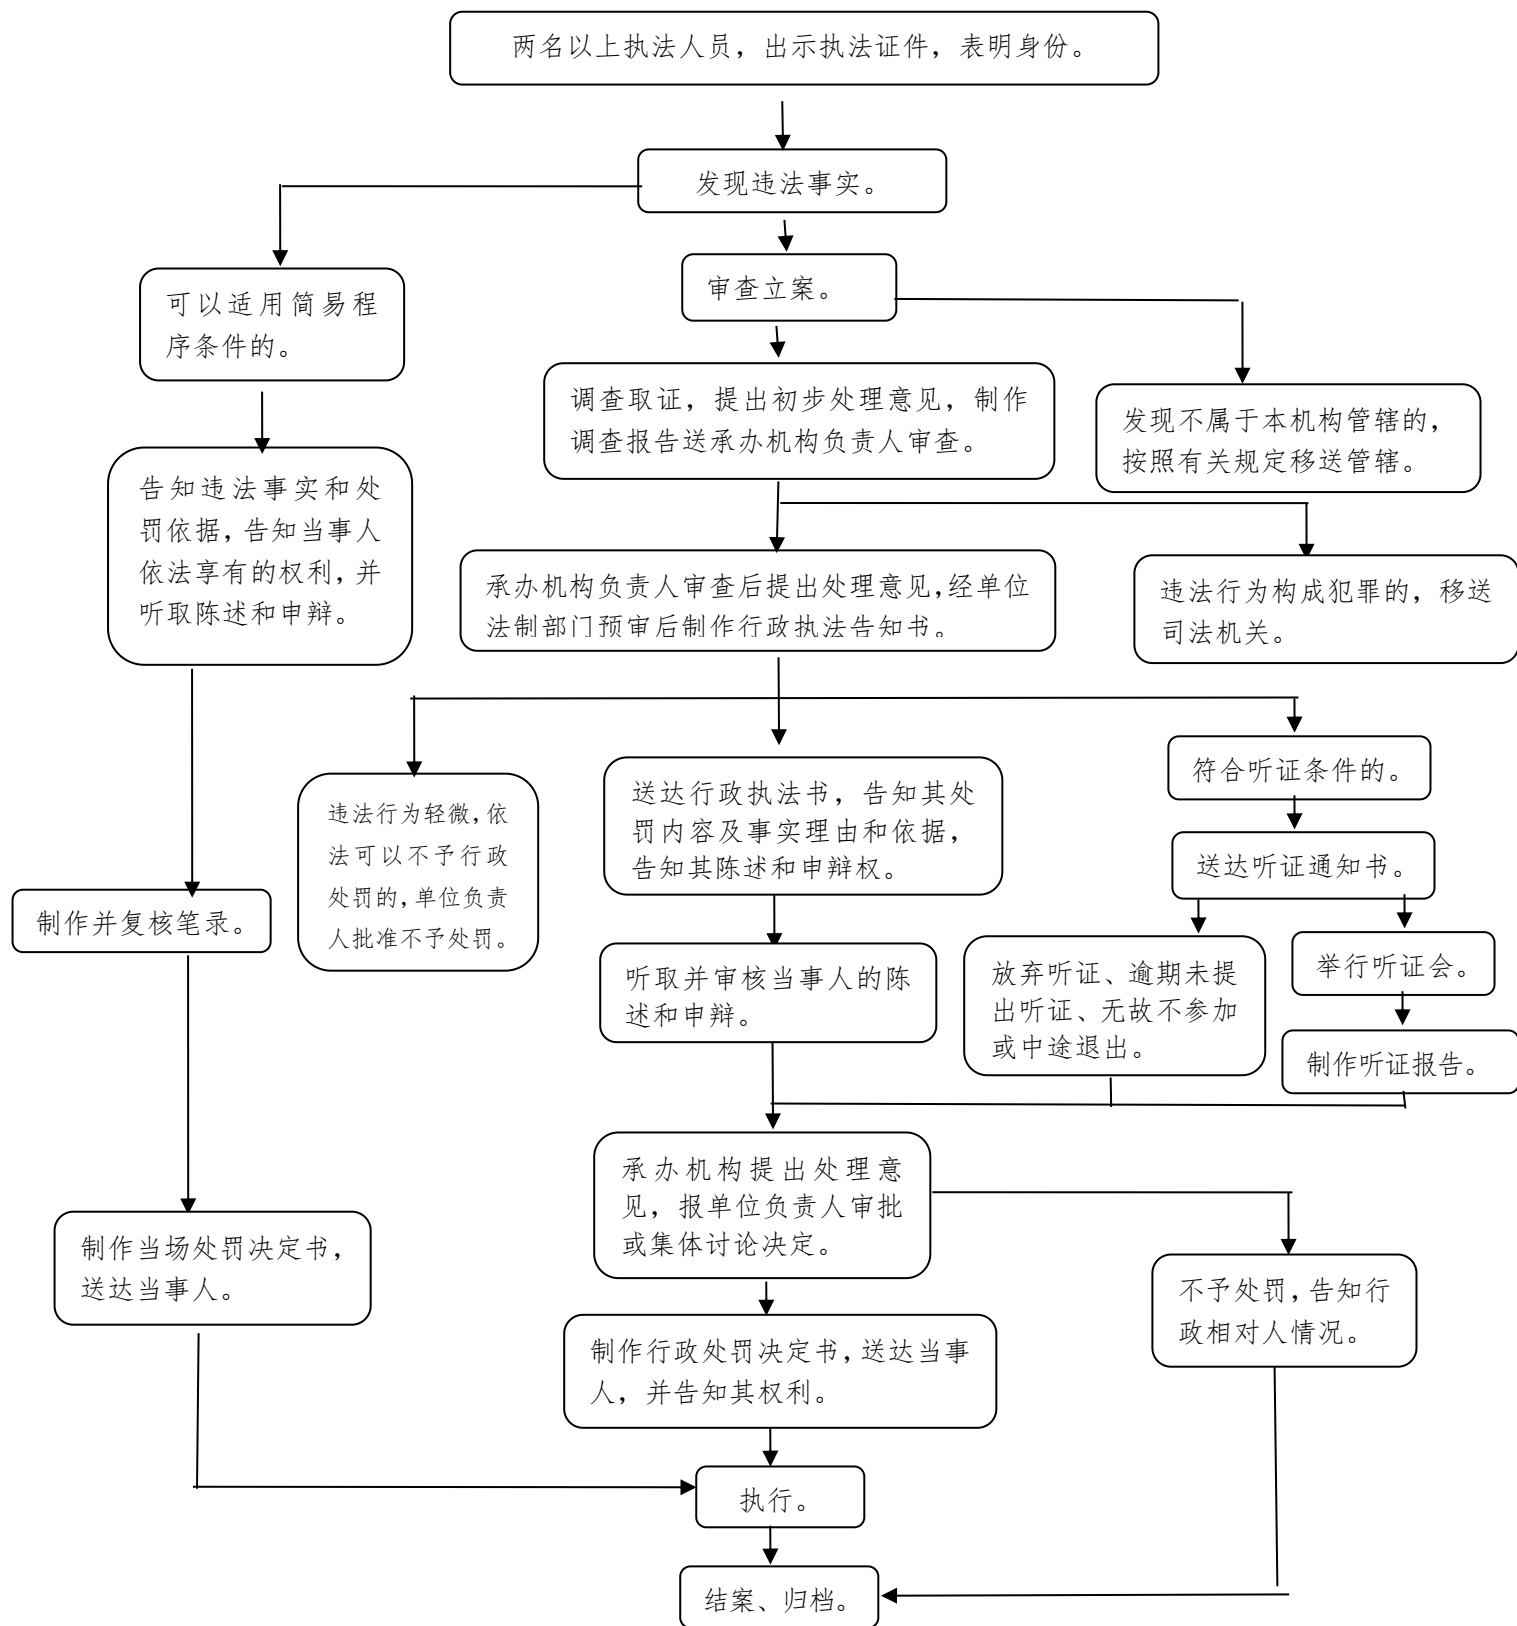 两名以上执法人员，出示执法证件，表明身份。
发现违法事实。
审查立案。
可以适用简易程
序条件的。
调查取证，提出初步处理意见，制作
调查报告送承办机构负责人审查。
发现不属于本机构管辖的，
按照有关规定移送管辖。
告知违法事实和处
罚依据，告知当事人
依法享有的权利，并
听取陈述和申辩。
承办机构负责人审查后提出处理意见，经单位
法制部门预审后制作行政执法告知书。
违法行为构成犯罪的，移送
司法机关。
违法行为轻微，依
法可以不予行政
处罚的，单位负责
人批准不予处罚。
送达行政执法书，告知其处
罚内容及事实理由和依据，
告知其陈述和申辩权。
符合听证条件的。
送达听证通知书。
制作并复核笔录。
听取并审核当事人的陈
述和申辩。
放弃听证、逾期未提
出听证、无故不参加
或中途退出。
举行听证会。
制作听证报告。
承办机构提出处理意
见，报单位负责人审批
或集体讨论决定。
制作当场处罚决定书，
送达当事人。
不予处罚，告知行
政相对人情况。
制作行政处罚决定书，送达当事
人，并告知其权利。
执行。
结案、归档。